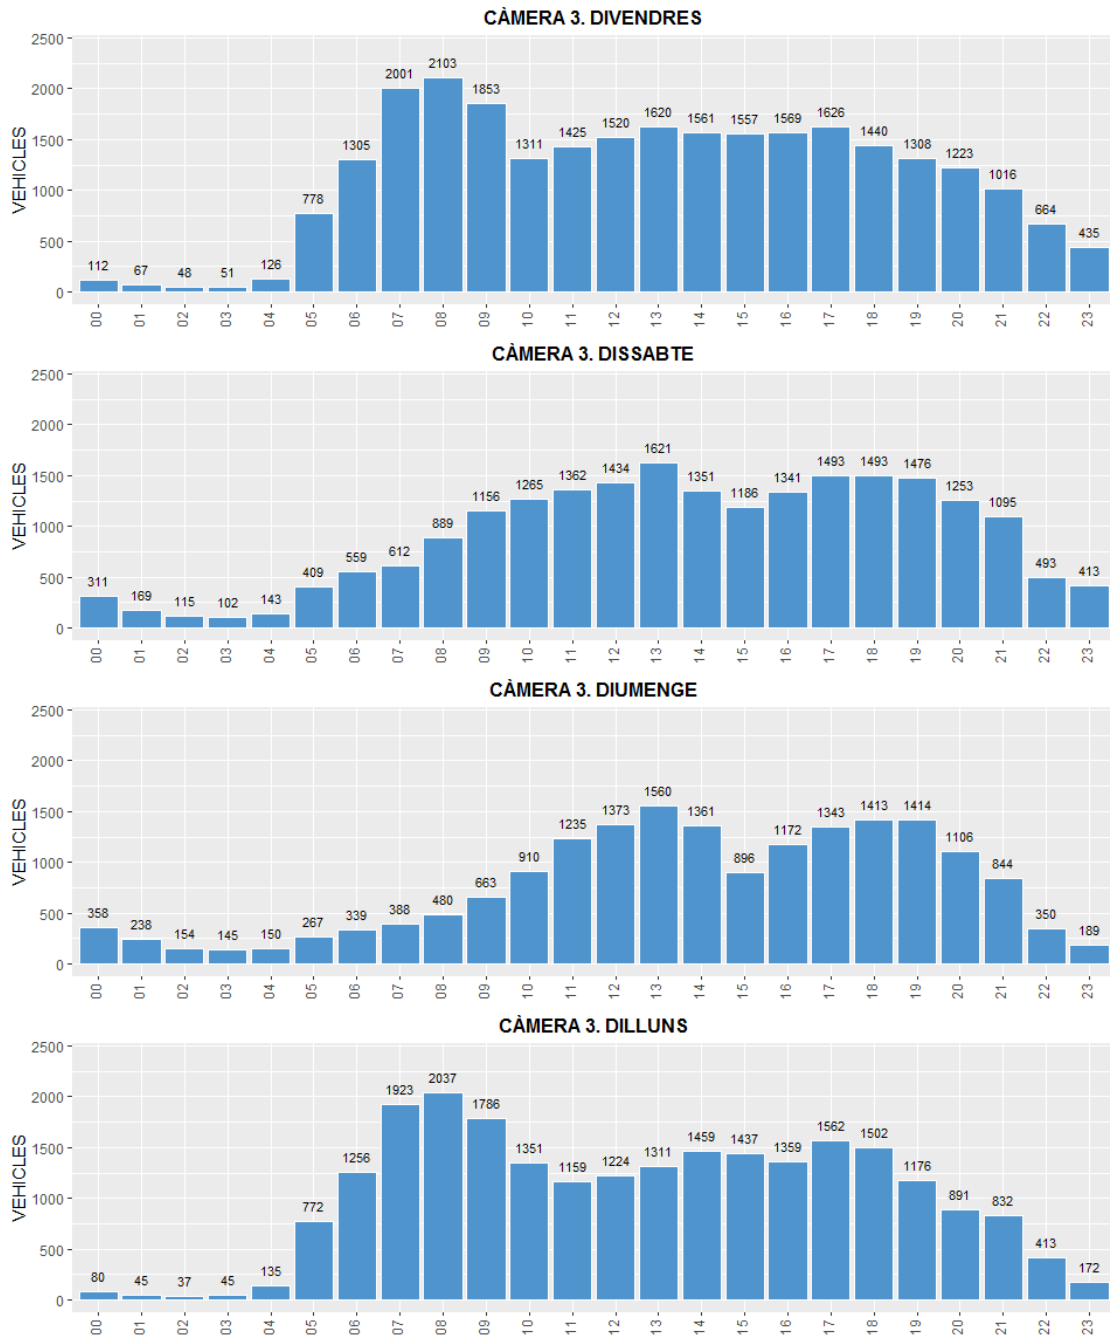 CÀMERA 3. DIVENDRES
2500
2000
1500
1000
500
0
VEHICLES
112 67 48 51 126 778 1305 2001 2103 1853 1311 1425 1520 1620 1561 1557 1569 1626 1440 1308 1223 1016 664 435
00 01 02 03 04 05 06 07 08 09 10 11 12 13 14 15 16 17 18 19 20 21 22 23
CÀMERA 3. DISSABTE
2500
2000
1500
1000
500
0
VEHICLES
311 169 115 102 143 409 559 612 889 1156 1265 1362 1434 1621 1351 1186 1341 1493 1493 1476 1253 1095 493 413
00 01 02 03 04 05 06 07 08 09 10 11 12 13 14 15 16 17 18 19 20 21 22 23
CÀMERA 3. DIUMENGE
2500
2000
1500
1000
500
0
VEHICLES
358 238 154 145 150 267 339 388 480 663 910 1235 1373 1560 1361 896 1172 1343 1413 1414 1106 844 350 189
00 01 02 03 04 05 06 07 08 09 10 11 12 13 14 15 16 17 18 19 20 21 22 23
CÀMERA 3. DILLUNS
2500
2000
1500
1000
500
0
VEHICLES
80 45 37 45 135 772 1256 1923 2037 1786 1351 1159 1224 1311 1459 1437 1359 1562 1502 1176 891 832 413 172
00 01 02 03 04 05 06 07 08 09 10 11 12 13 14 15 16 17 18 19 20 21 22 23